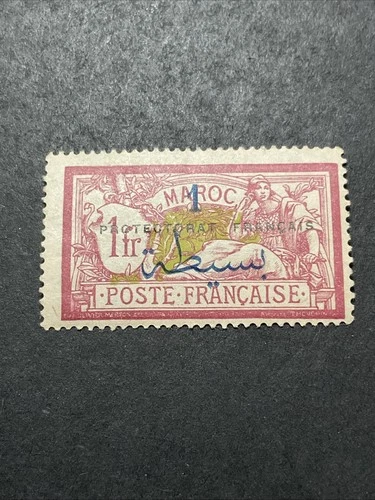 MAROC
1
1fr
PROTECTORAT FRANÇAIS
بسيطة
POSTE·FRANÇAISE